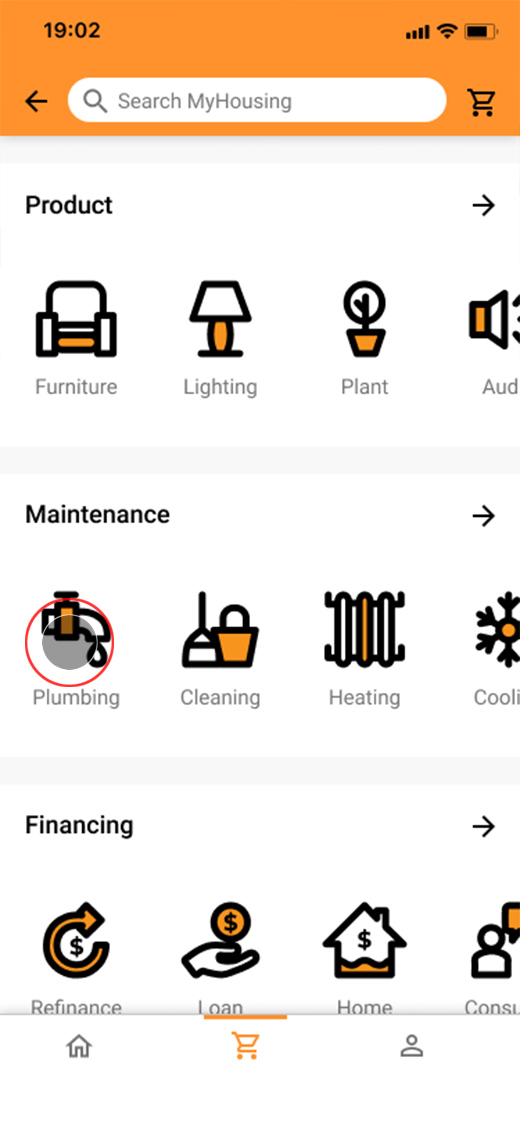 19:02
Search MyHousing
Product
Furniture Lighting Plant Aud
Maintenance
Plumbing Cleaning Heating Cooli
Financing
$ $ $
Refinance Loan Home Consu